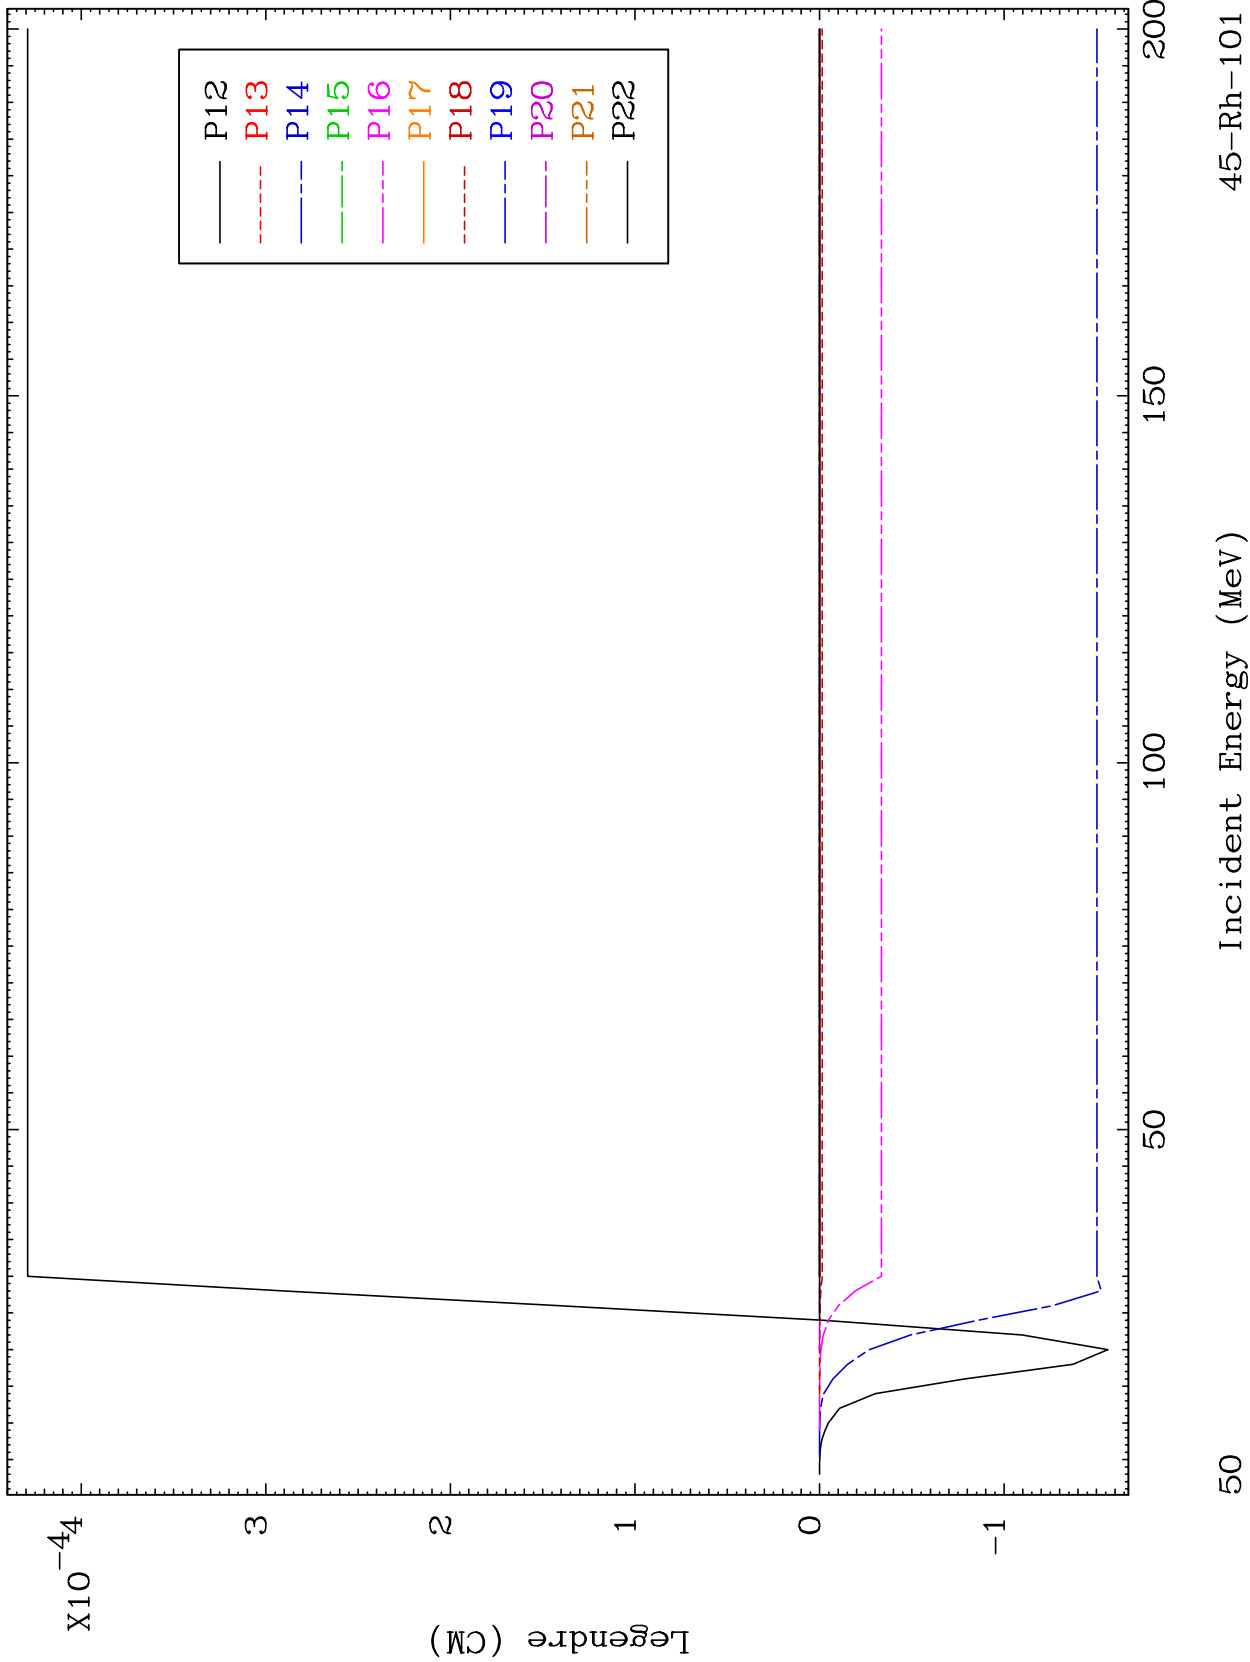 X10⁻⁴
4
3
2
1
0
-1
Legendre (CM)
P12
P13
P14
P15
P16
P17
P18
P19
P20
P21
P22
50
100
150
200
Incident Energy (MeV)
50
45-Rh-101